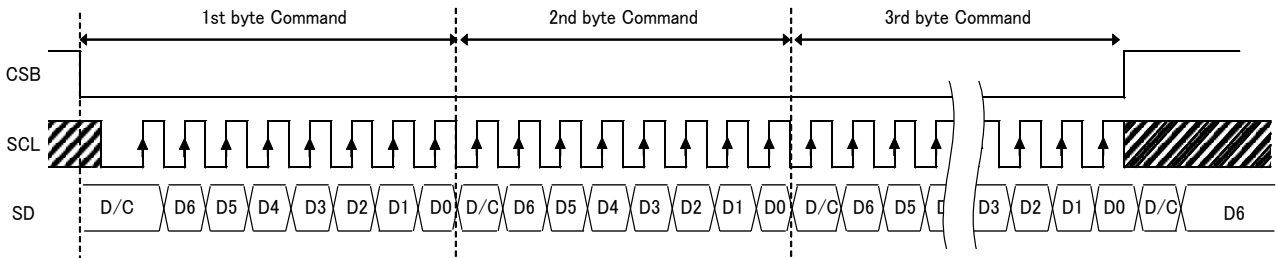 1st byte Command 2nd byte Command 3rd byte Command
CSB
SCL
SD D/C D6 D5 D4 D3 D2 D1 D0 D/C D6 D5 D4 D3 D2 D1 D0 D/C D6 D5 D3 D2 D1 D0 D/C D6